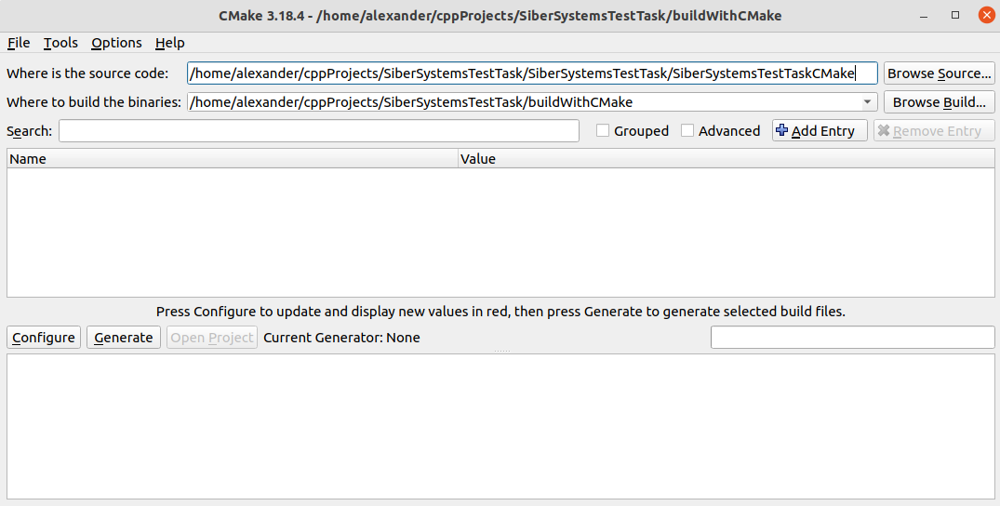 CMake 3.18.4 - /home/alexander/cppProjects/SiberSystemsTestTask/buildWithCMake
File Tools Options Help
Where is the source code: /home/alexander/cppProjects/SiberSystemsTestTask/SiberSystemsTestTask/SiberSystemsTestTaskCMake Browse Source...
Where to build the binaries: /home/alexander/cppProjects/SiberSystemsTestTask/buildWithCMake Browse Build...
Search: Grouped Advanced Add Entry Remove Entry
Name Value
Press Configure to update and display new values in red, then press Generate to generate selected build files.
Configure Generate Open Project Current Generator: None